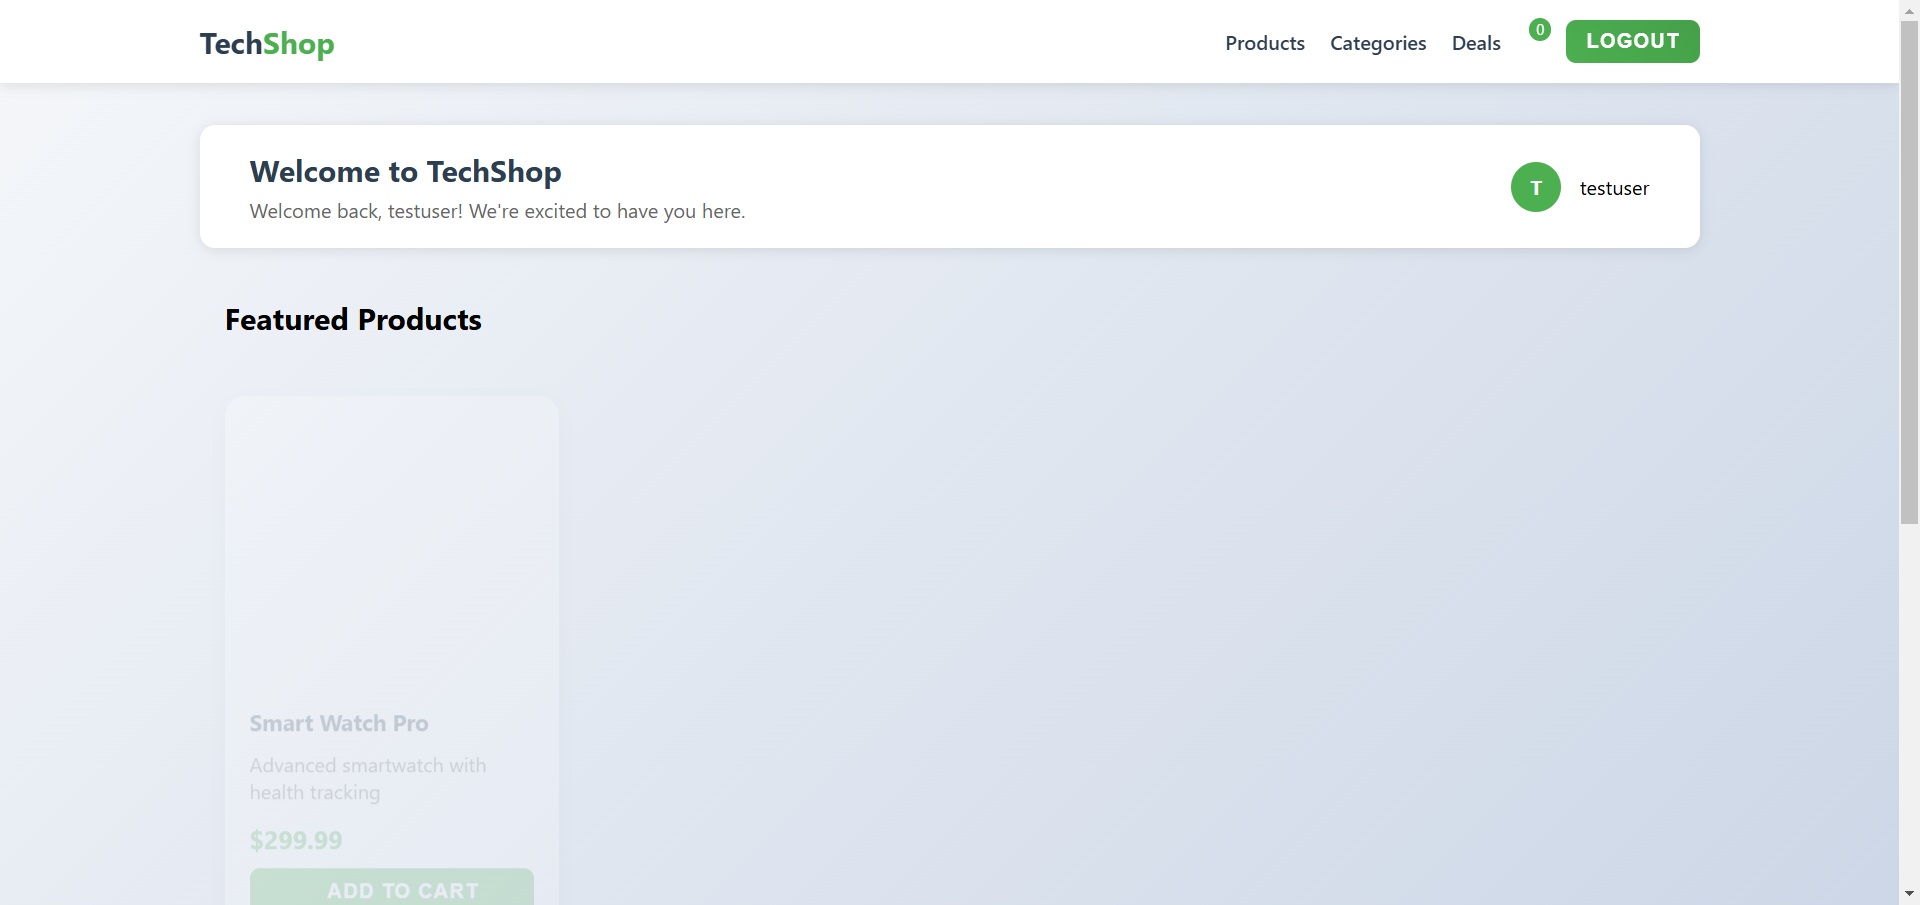 TechShop
Products
Categories
Deals
0
LOGOUT
Welcome to TechShop
Welcome back, testuser! We're excited to have you here.
T
testuser
Featured Products
Smart Watch Pro
Advanced smartwatch with
health tracking
$299.99
ADD TO CART